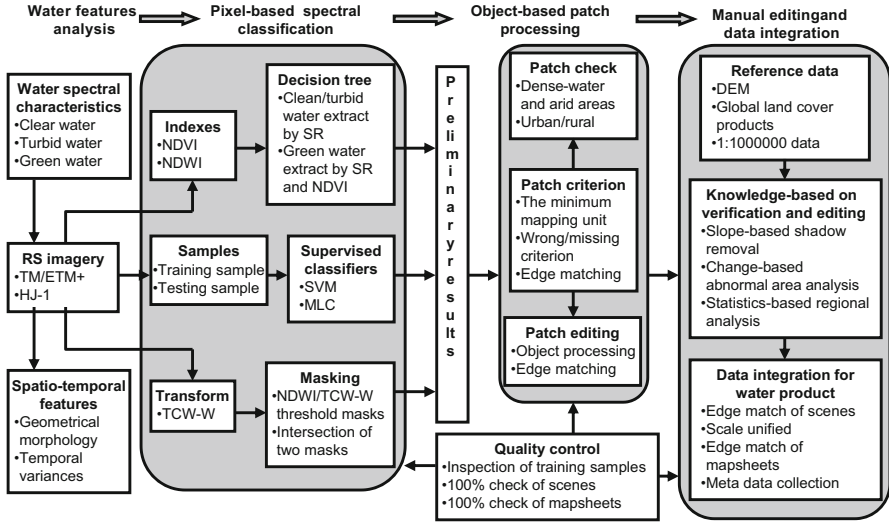 Water features
analysis
Pixel-based spectral
classification
Object-based patch
processing
Manual editingand
data integration
Water spectral
characteristics
•Clear water
•Turbid water
•Green water
RS imagery
•TM/ETM+
•HJ-1
Spatio-temporal
features
•Geometrical
morphology
•Temporal
variances
Indexes
•NDVI
•NDWI
Decision tree
•Clean/turbid
water extract
by SR
•Green water
extract by SR
and NDVI
Samples
•Training sample
•Testing sample
Supervised
classifiers
•SVM
•MLC
Transform
•TCW-W
Masking
•NDWI/TCW-W
threshold masks
•Intersection of
two masks
Preliminaryresults
Patch check
•Dense-water
and arid areas
•Urban/rural
Patch criterion
•The minimum
mapping unit
•Wrong/missing
criterion
•Edge matching
Patch editing
•Object processing
•Edge matching
Quality control
•Inspection of training samples
•100% check of scenes
•100% check of mapsheets
Reference data
•DEM
•Global land cover
products
•1:1000000 data
Knowledge-based on
verification and editing
•Slope-based shadow
removal
•Change-based
abnormal area analysis
•Statistics-based regional
analysis
Data integration for
water product
•Edge match of scenes
•Scale unified
•Edge match of
mapsheets
•Meta data collection